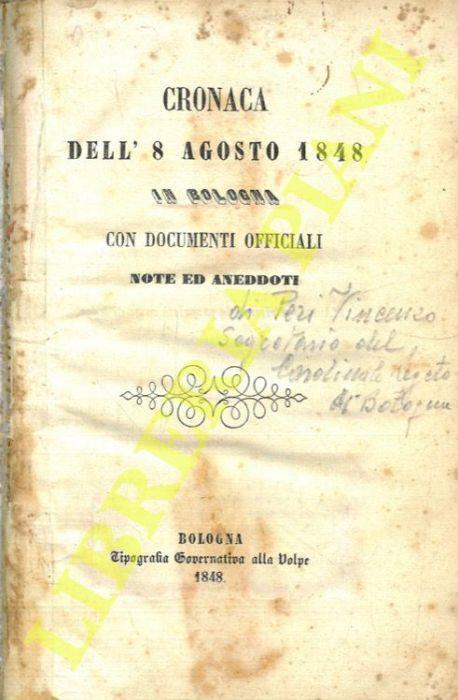 CRONACA
DELL' 8 AGOSTO 1848
IN BOLOGNA
CON DOCUMENTI OFFICIALI
NOTE ED ANEDDOTI
di Peri Vincenzo
Segretario del
Cardinale Legato
di Bologna
BOLOGNA
Tipografia Governativa alla Volpe
1848.
LIBRERIA PIANI